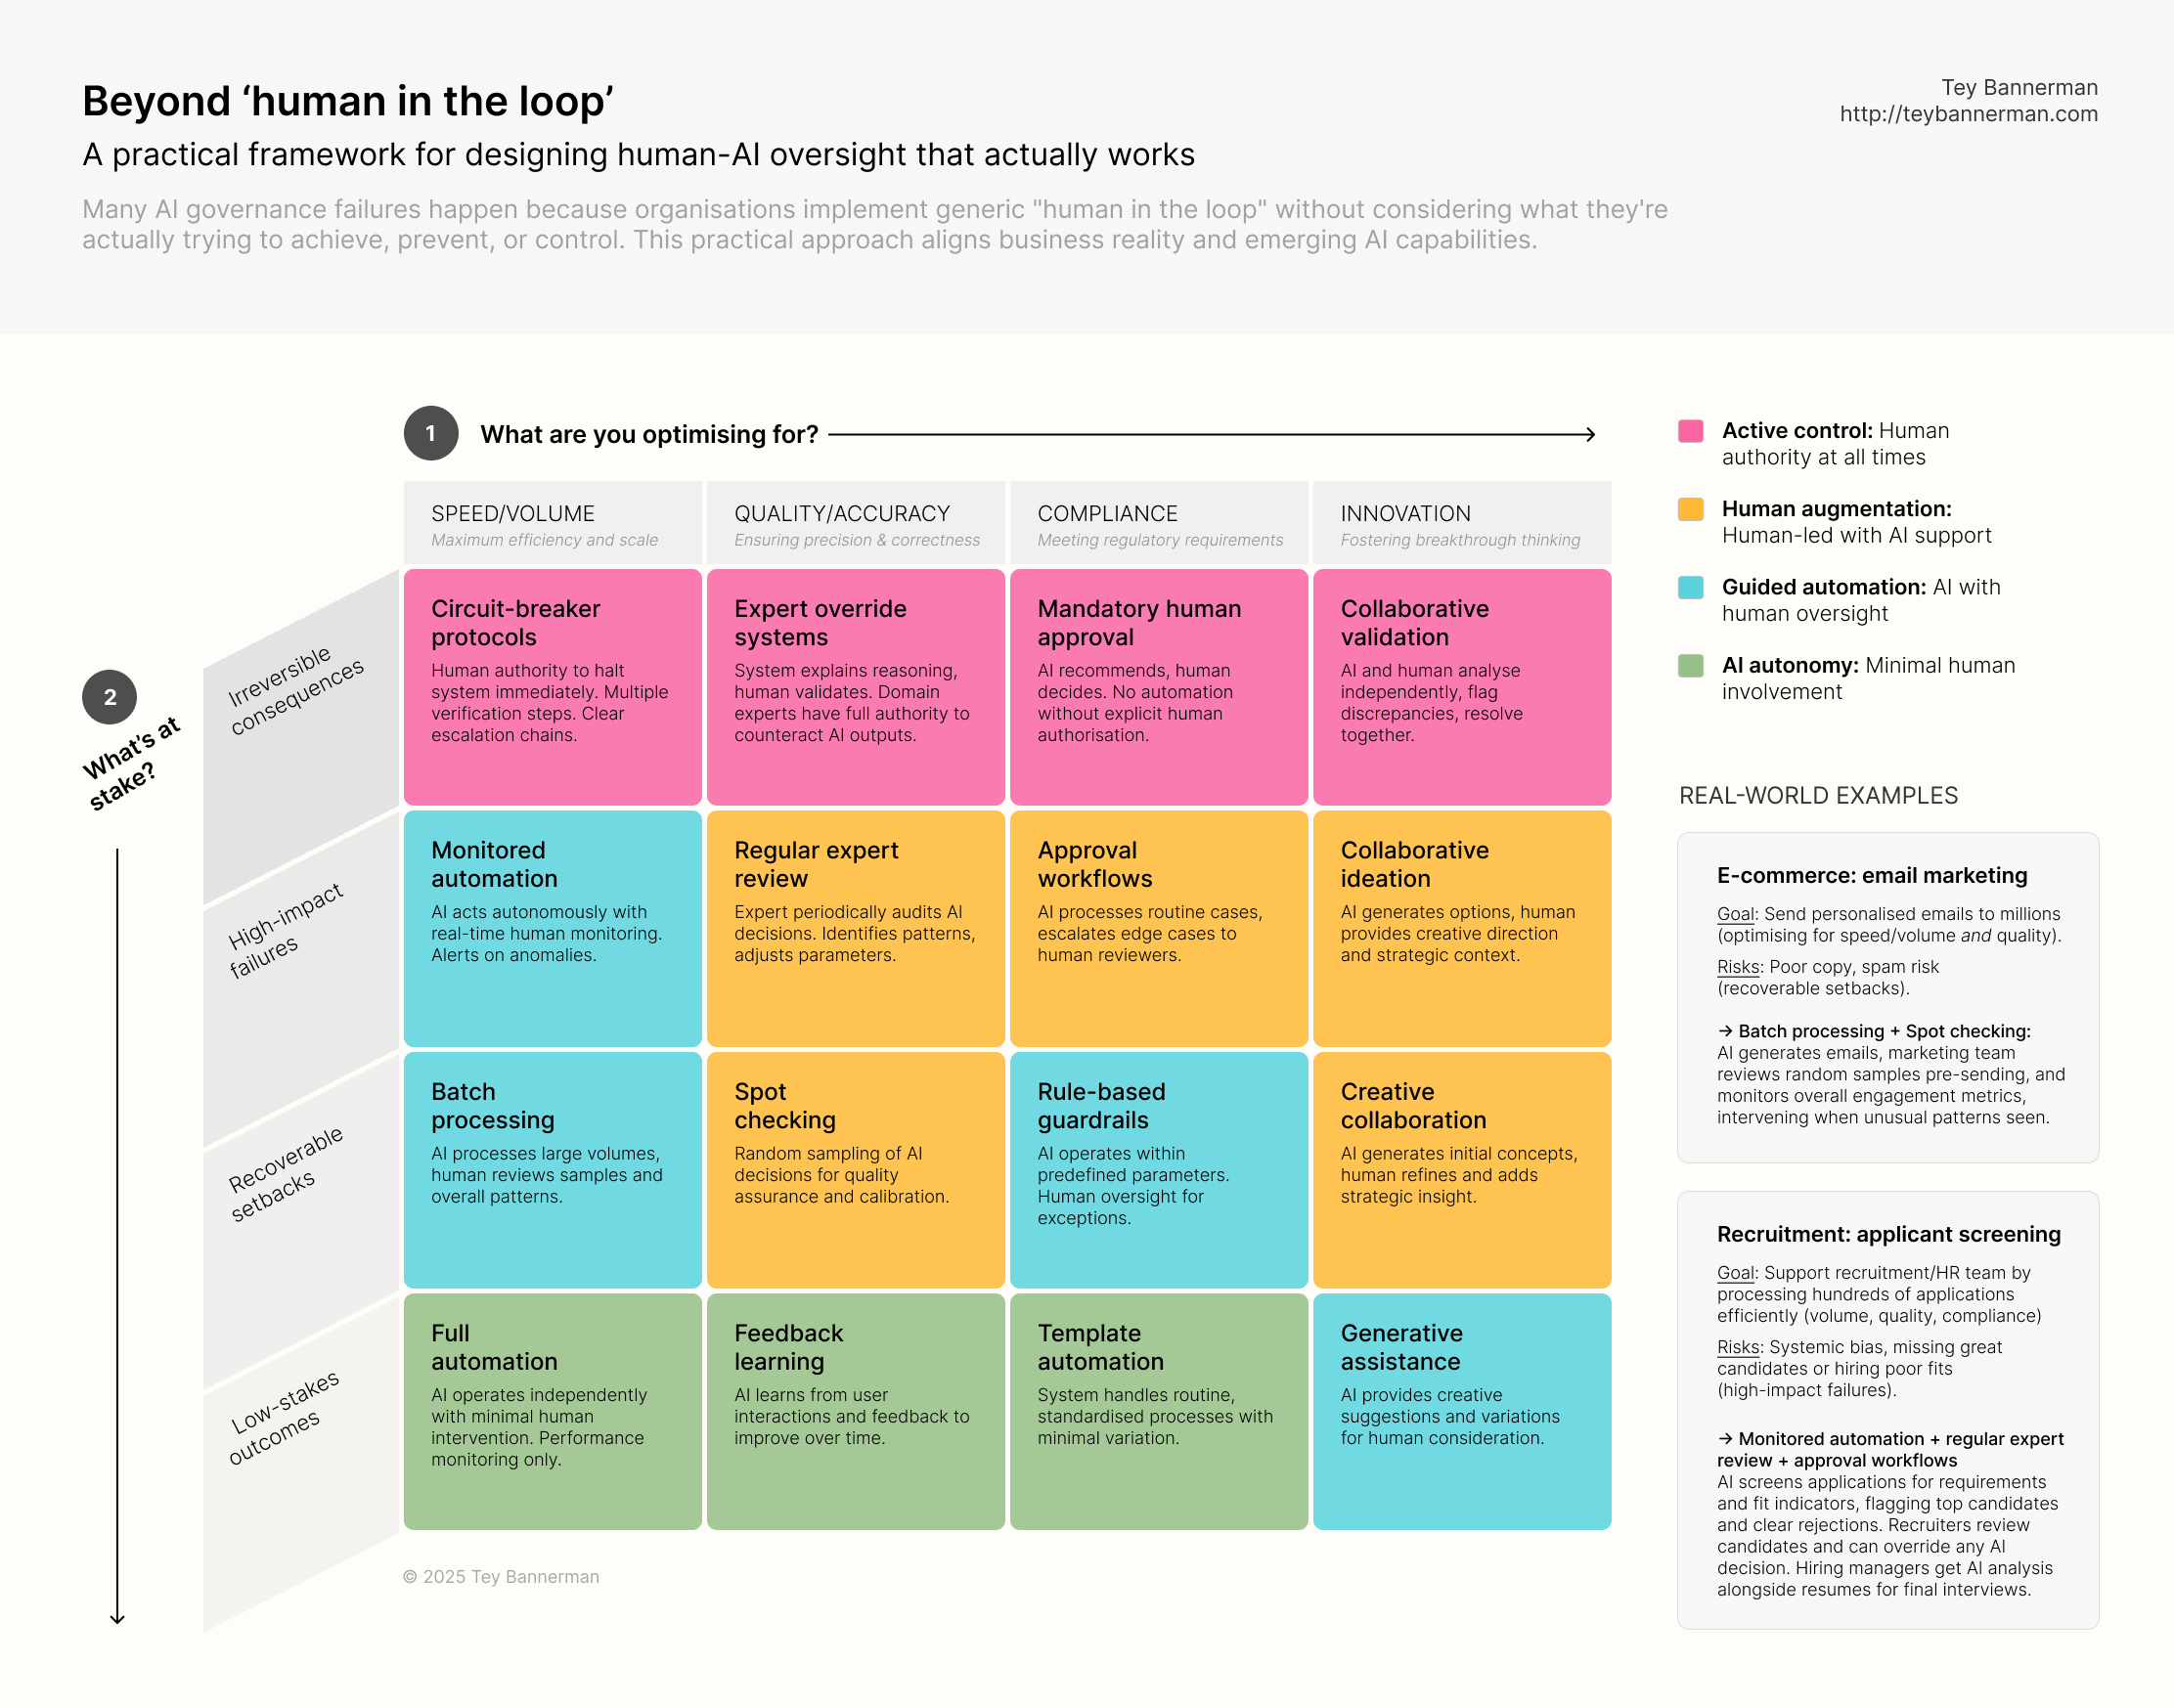 Beyond ‘human in the loop’
A practical framework for designing human-AI oversight that actually works
Many AI governance failures happen because organisations implement generic "human in the loop" without considering what they're
actually trying to achieve, prevent, or control. This practical approach aligns business reality and emerging AI capabilities.
Tey Bannerman
http://teybannerman.com
1
What are you optimising for?
SPEED/VOLUME
Maximum efficiency and scale
QUALITY/ACCURACY
Ensuring precision & correctness
COMPLIANCE
Meeting regulatory requirements
INNOVATION
Fostering breakthrough thinking
2
What’s at
stake?
Irreversible
consequences
Circuit-breaker
protocols
Human authority to halt
system immediately. Multiple
verification steps. Clear
escalation chains.
Expert override
systems
System explains reasoning,
human validates. Domain
experts have full authority to
counteract AI outputs.
Mandatory human
approval
AI recommends, human
decides. No automation
without explicit human
authorisation.
Collaborative
validation
AI and human analyse
independently, flag
discrepancies, resolve
together.
High-impact
failures
Monitored
automation
AI acts autonomously with
real-time human monitoring.
Alerts on anomalies.
Regular expert
review
Expert periodically audits AI
decisions. Identifies patterns,
adjusts parameters.
Approval
workflows
AI processes routine cases,
escalates edge cases to
human reviewers.
Collaborative
ideation
AI generates options, human
provides creative direction
and strategic context.
Recoverable
setbacks
Batch
processing
AI processes large volumes,
human reviews samples and
overall patterns.
Spot
checking
Random sampling of AI
decisions for quality
assurance and calibration.
Rule-based
guardrails
AI operates within
predefined parameters.
Human oversight for
exceptions.
Creative
collaboration
AI generates initial concepts,
human refines and adds
strategic insight.
Low-stakes
outcomes
Full
automation
AI operates independently
with minimal human
intervention. Performance
monitoring only.
Feedback
learning
AI learns from user
interactions and feedback to
improve over time.
Template
automation
System handles routine,
standardised processes with
minimal variation.
Generative
assistance
AI provides creative
suggestions and variations
for human consideration.
© 2025 Tey Bannerman
Active control: Human
authority at all times
Human augmentation:
Human-led with AI support
Guided automation: AI with
human oversight
AI autonomy: Minimal human
involvement
REAL-WORLD EXAMPLES
E-commerce: email marketing
Goal: Send personalised emails to millions
(optimising for speed/volume and quality).
Risks: Poor copy, spam risk
(recoverable setbacks).
→ Batch processing + Spot checking:
AI generates emails, marketing team
reviews random samples pre-sending, and
monitors overall engagement metrics,
intervening when unusual patterns seen.
Recruitment: applicant screening
Goal: Support recruitment/HR team by
processing hundreds of applications
efficiently (volume, quality, compliance)
Risks: Systemic bias, missing great
candidates or hiring poor fits
(high-impact failures).
→ Monitored automation + regular expert
review + approval workflows
AI screens applications for requirements
and fit indicators, flagging top candidates
and clear rejections. Recruiters review
candidates and can override any AI
decision. Hiring managers get AI analysis
alongside resumes for final interviews.